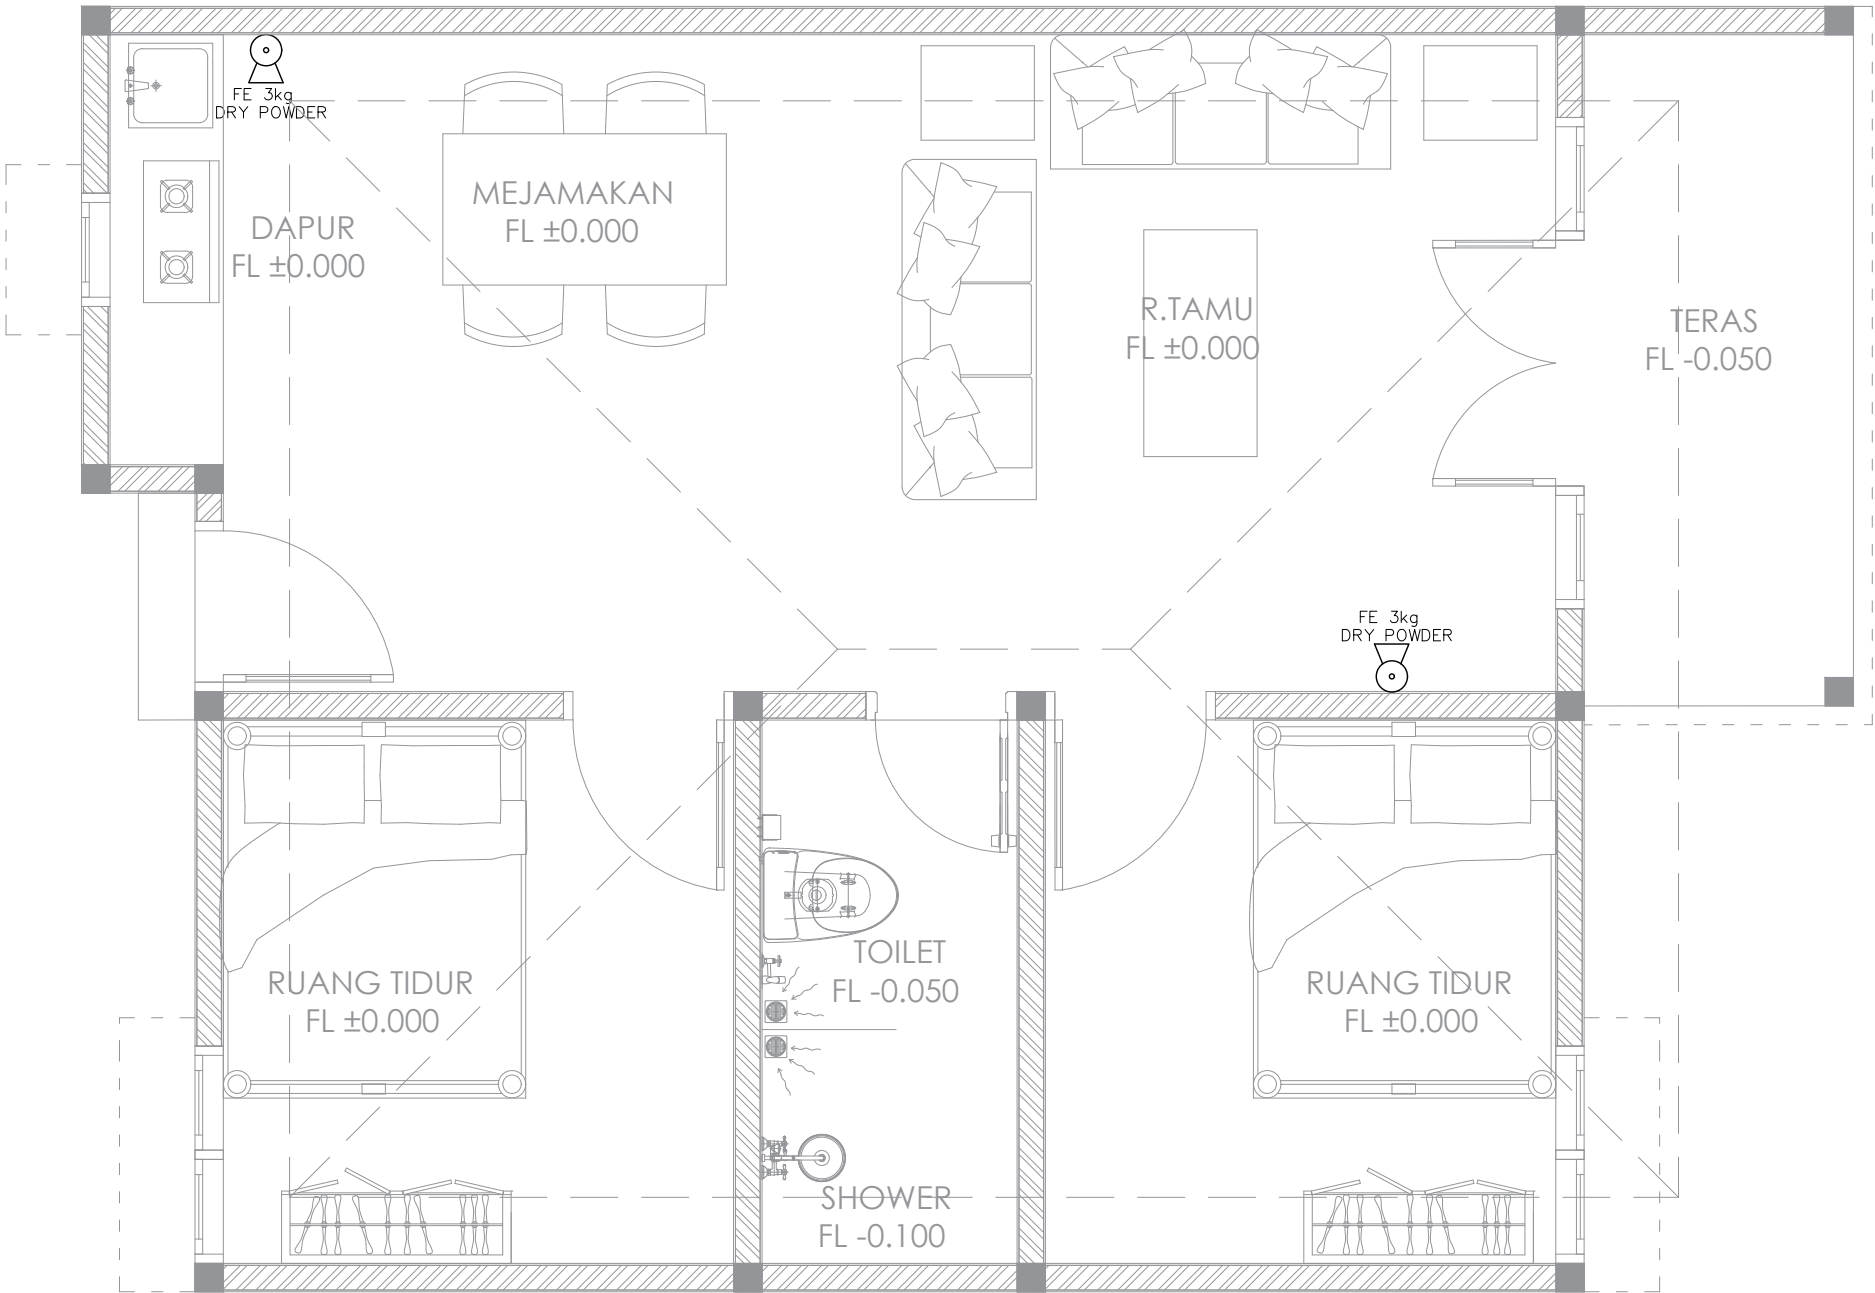 FE 3kg
DRY POWDER
MEJAMAKAN
FL ±0.000
DAPUR
FL ±0.000
R.TAMU
FL ±0.000
TERAS
FL -0.050
FE 3kg
DRY POWDER
RUANG TIDUR
FL ±0.000
TOILET
FL -0.050
RUANG TIDUR
FL ±0.000
SHOWER
FL -0.100